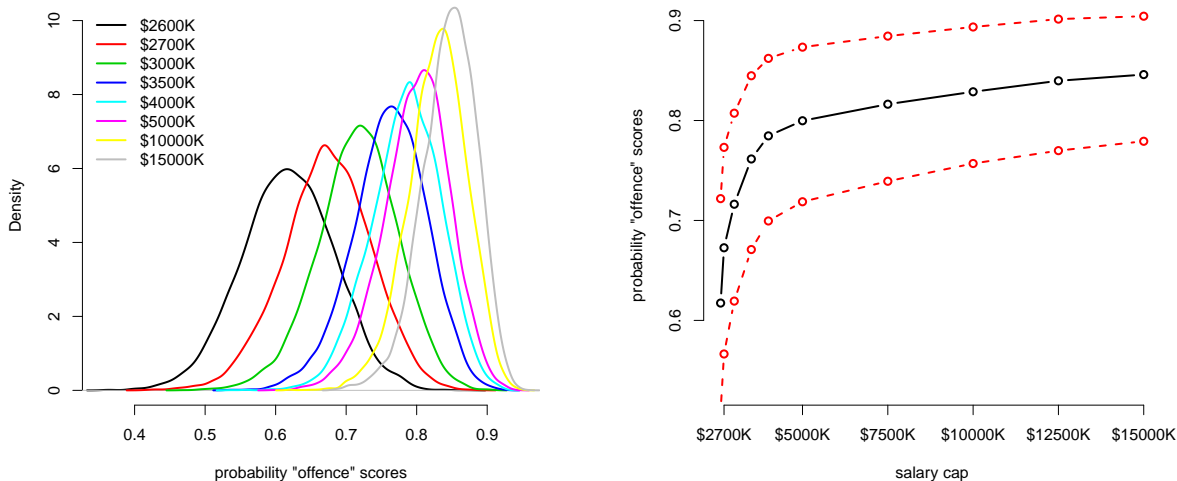 $2600K
$2700K
$3000K
$3500K
$4000K
$5000K
$10000K
$15000K
Density
0
2
4
6
8
10
0.4 0.5 0.6 0.7 0.8 0.9
probability "offence" scores
probability "offence" scores
0.6
0.7
0.8
0.9
$2700K $5000K $7500K $10000K $12500K $15000K
salary cap